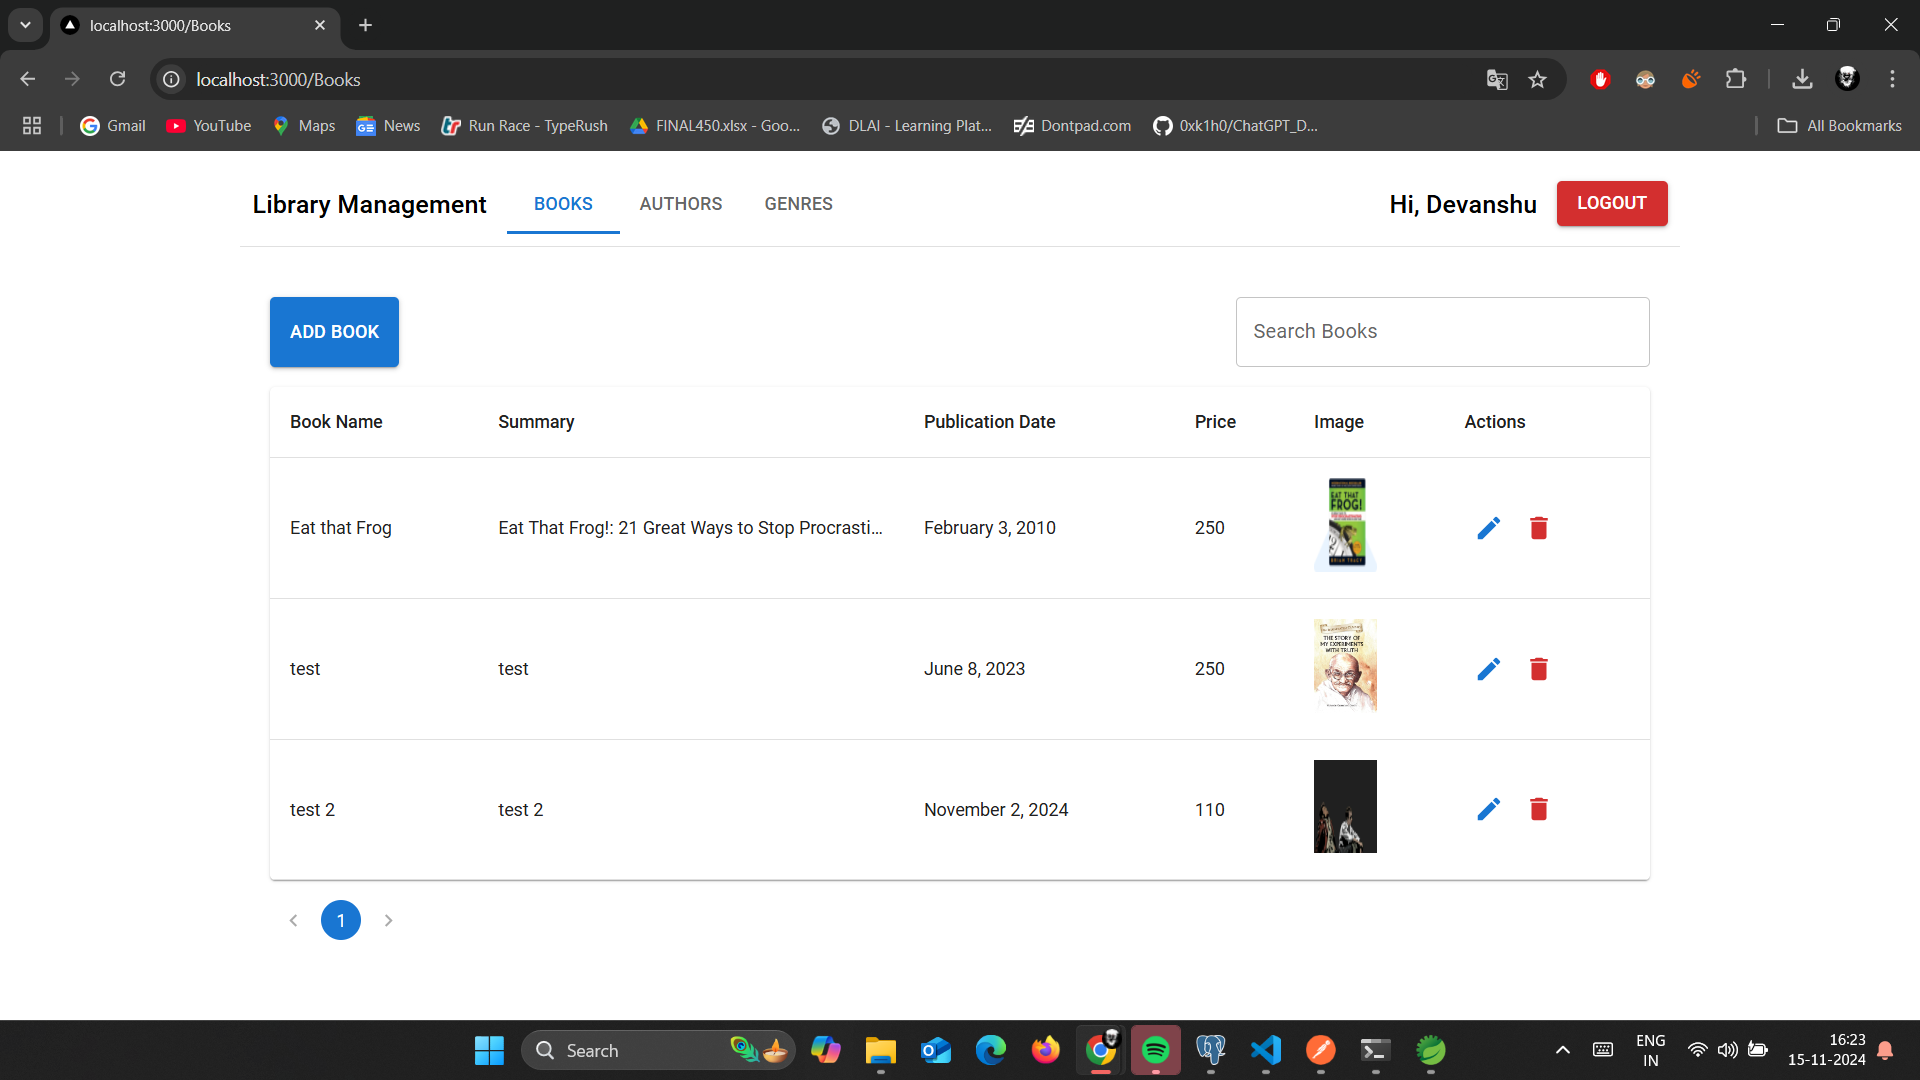 localhost:3000/Books
localhost:3000/Books
Gmail YouTube Maps News Run Race - TypeRush FINAL450.xlsx - Goo... DLAI - Learning Plat... Dontpad.com 0xk1h0/ChatGPT_D... All Bookmarks
Library Management BOOKS AUTHORS GENRES Hi, Devanshu LOGOUT
ADD BOOK Search Books
Book Name Summary Publication Date Price Image Actions
EAT THAT
FROG!
BRIAN TRACY
Eat that Frog Eat That Frog!: 21 Great Ways to Stop Procrasti... February 3, 2010 250
THE STORY OF
MY EXPERIMENTS
WITH TRUTH
test test June 8, 2023 250
test 2 test 2 November 2, 2024 110
1
Search
ENG
IN
16:23
15-11-2024